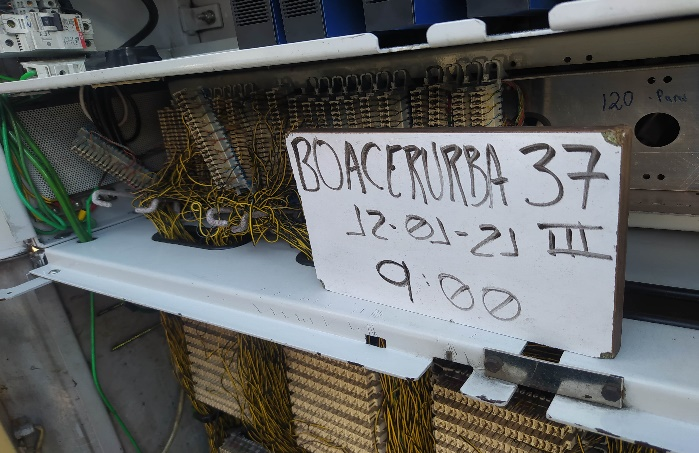 120 - Pares
BOACERURBA 37
12-01-21 III
9:00